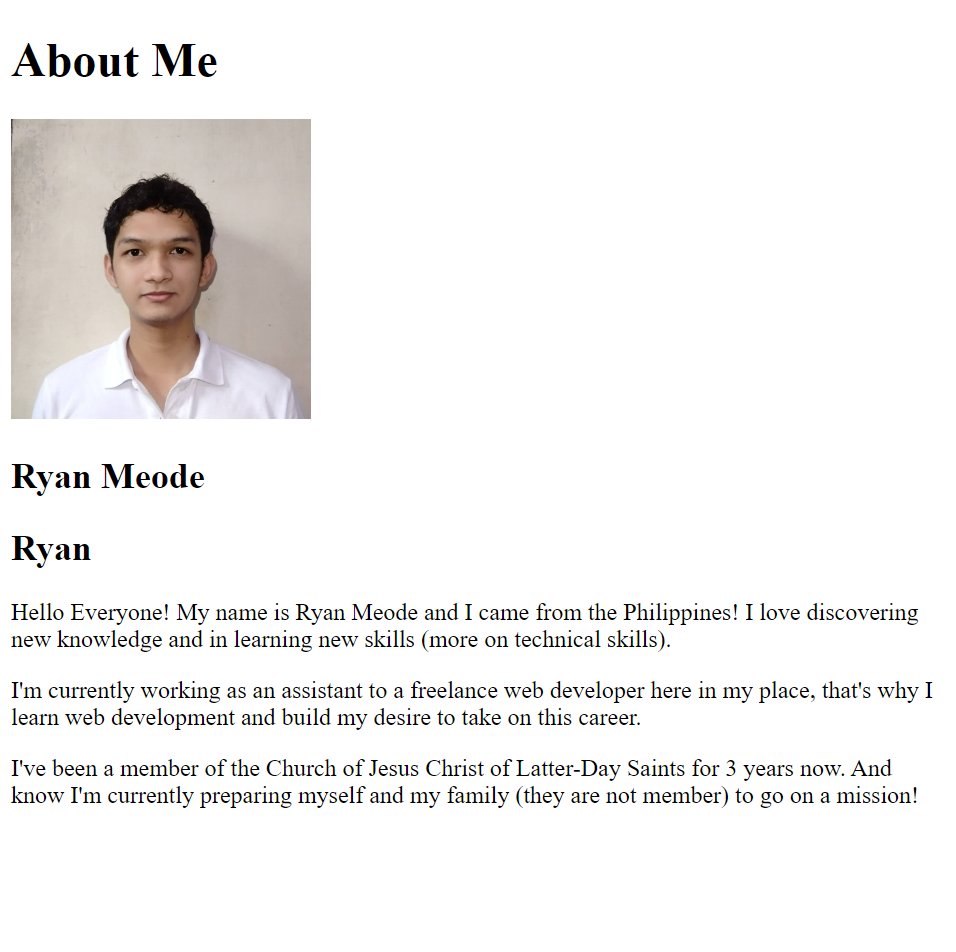 About Me
Ryan Meode
Ryan
Hello Everyone! My name is Ryan Meode and I came from the Philippines! I love discovering
new knowledge and in learning new skills (more on technical skills).
I'm currently working as an assistant to a freelance web developer here in my place, that's why I
learn web development and build my desire to take on this career.
I've been a member of the Church of Jesus Christ of Latter-Day Saints for 3 years now. And
know I'm currently preparing myself and my family (they are not member) to go on a mission!